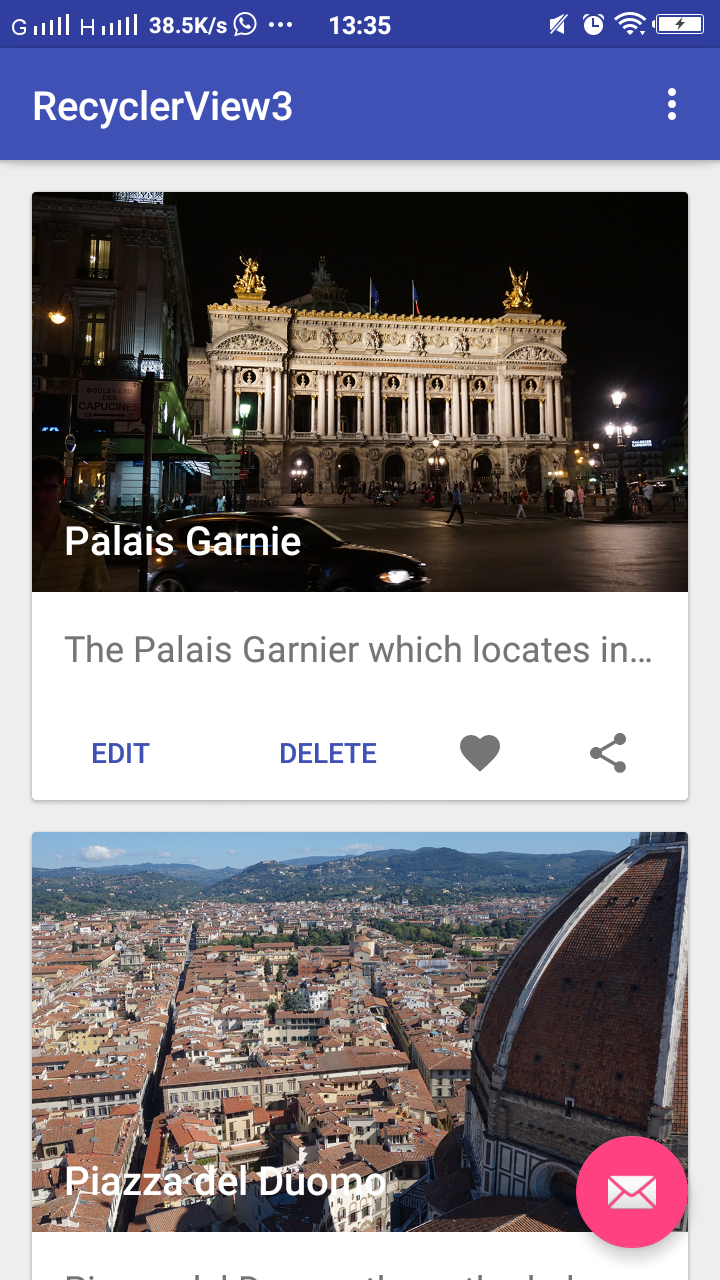 G H 38.5K/s 13:35
RecyclerView3
BOULEVARD
DES
CAPUCINES
Palais Garnie
The Palais Garnier which locates in…
EDIT DELETE
Piazza del Duomo